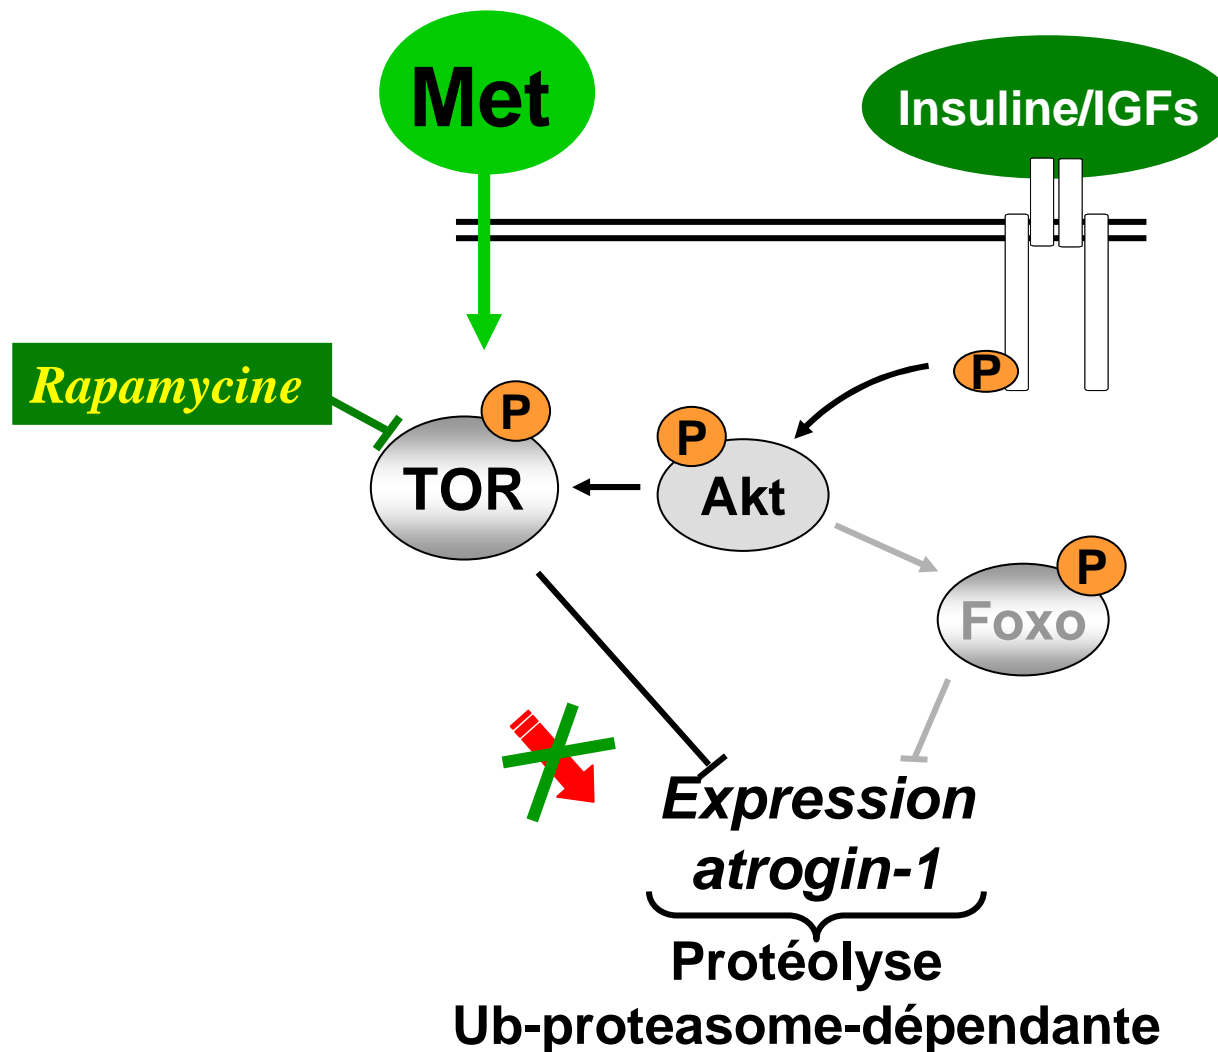 Met
Insuline/IGFs
Rapamycine
P
P
P
TOR
Akt
P
Foxo
Expression
atrogin-1
Protéolyse
Ub-proteasome-dépendante